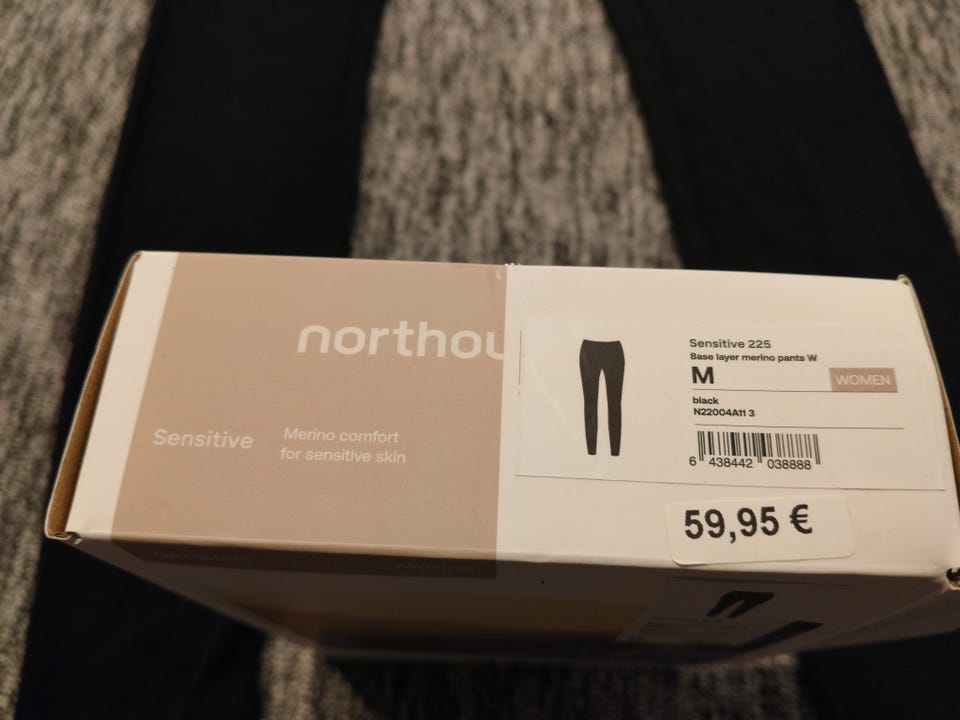 northou
Sensitive
Merino comfort
for sensitive skin
Sensitive 225
Base layer merino pants W
M
WOMEN
black
N22004A11 3
6 438442 038888
59,95 €